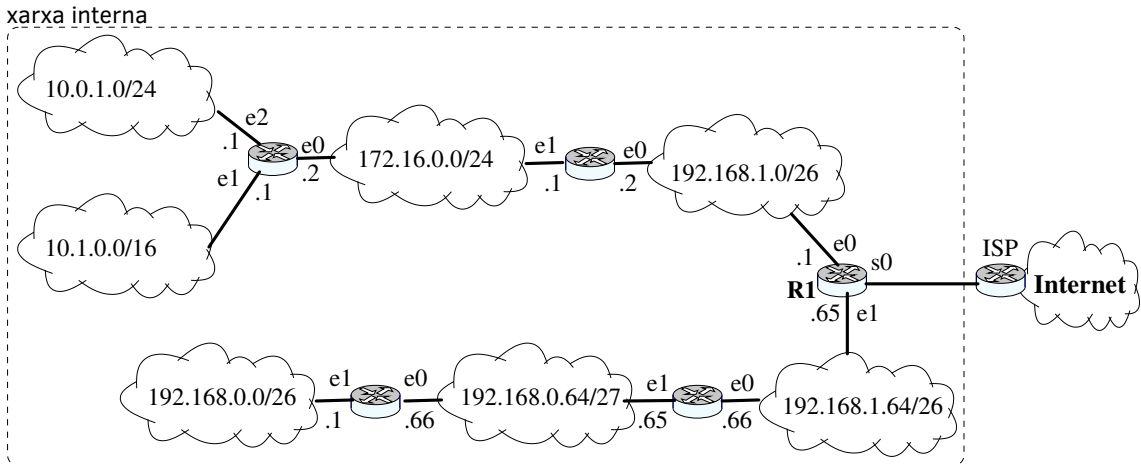 xarxa interna
10.0.1.0/24
e2
.1
e0
.2
e1
.1
10.1.0.0/16
172.16.0.0/24
e1
.1
e0
.2
192.168.1.0/26
e0
.1
s0
R1
.65
e1
ISP
Internet
192.168.0.0/26
e1
.1
e0
.66
192.168.0.64/27
e1
.65
e0
.66
192.168.1.64/26